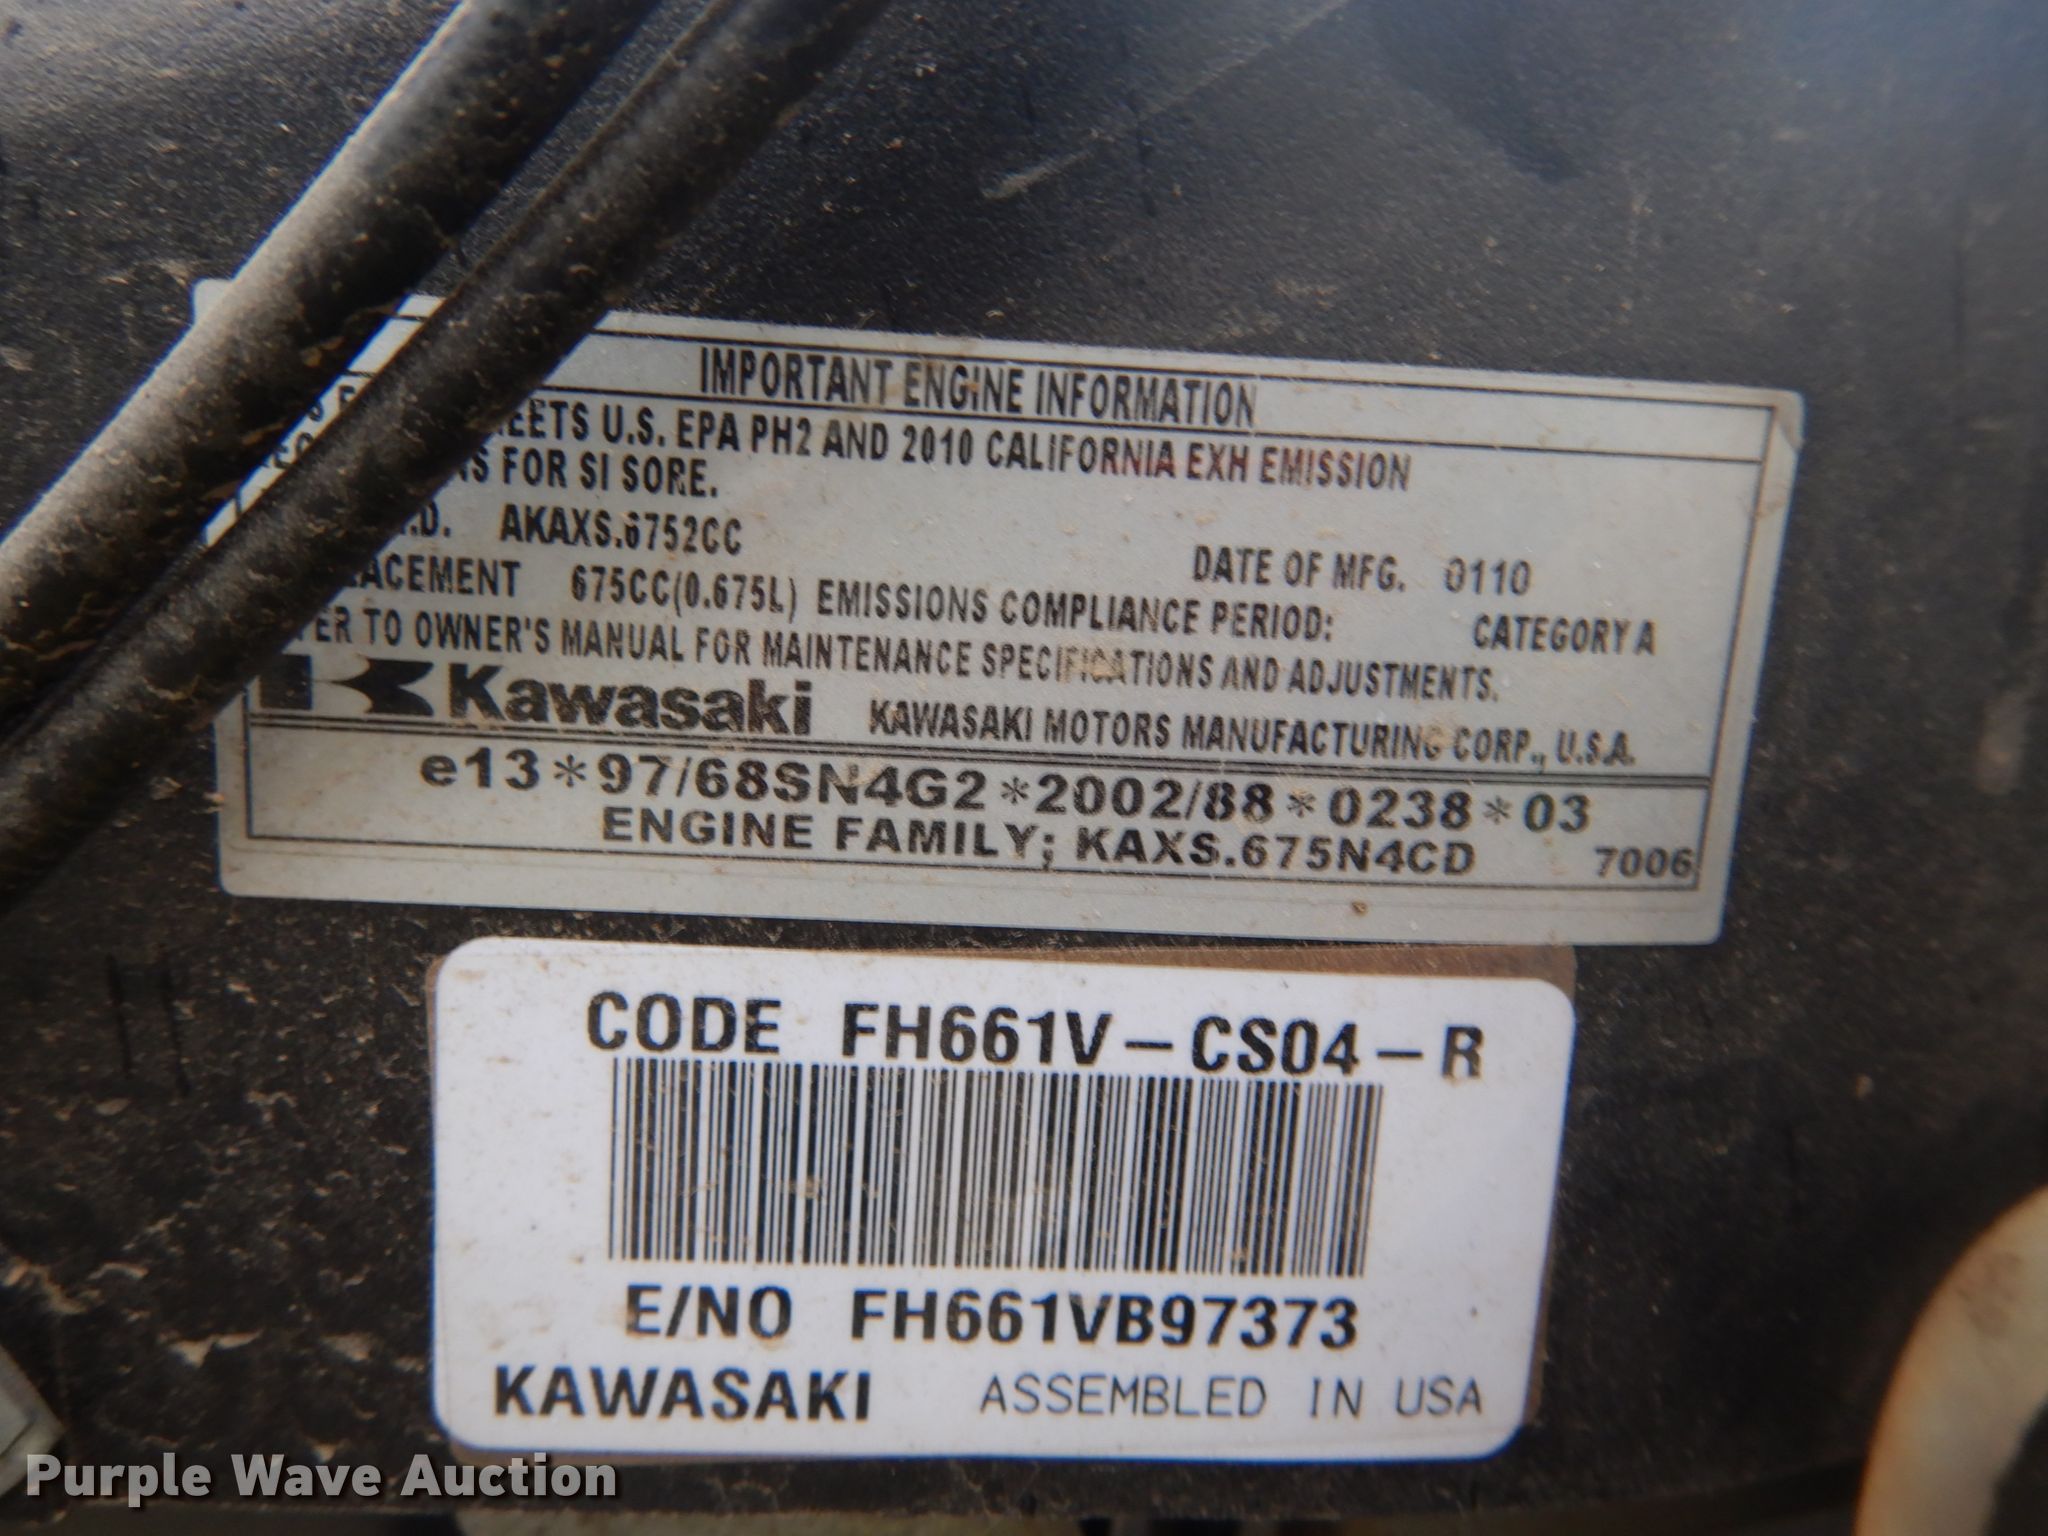 IMPORTANT ENGINE INFORMATION
MEETS U.S. EPA PH2 AND 2010 CALIFORNIA EXH EMISSION
FOR SI SORE.
AKAXS.6752CC DATE OF MFG. 0110
675CC(0.675L) EMISSIONS COMPLIANCE PERIOD: CATEGORY A
TO OWNER'S MANUAL FOR MAINTENANCE SPECIFICATIONS AND ADJUSTMENTS.
Kawasaki KAWASAKI MOTORS MANUFACTURING CORP., U.S.A.
e13*97/68SN4G2*2002/88*0238*03
ENGINE FAMILY; KAXS.675N4CD 7006
CODE FH661V-CS04-R
E/NO FH661VB97373
KAWASAKI ASSEMBLED IN USA
Purple Wave Auction